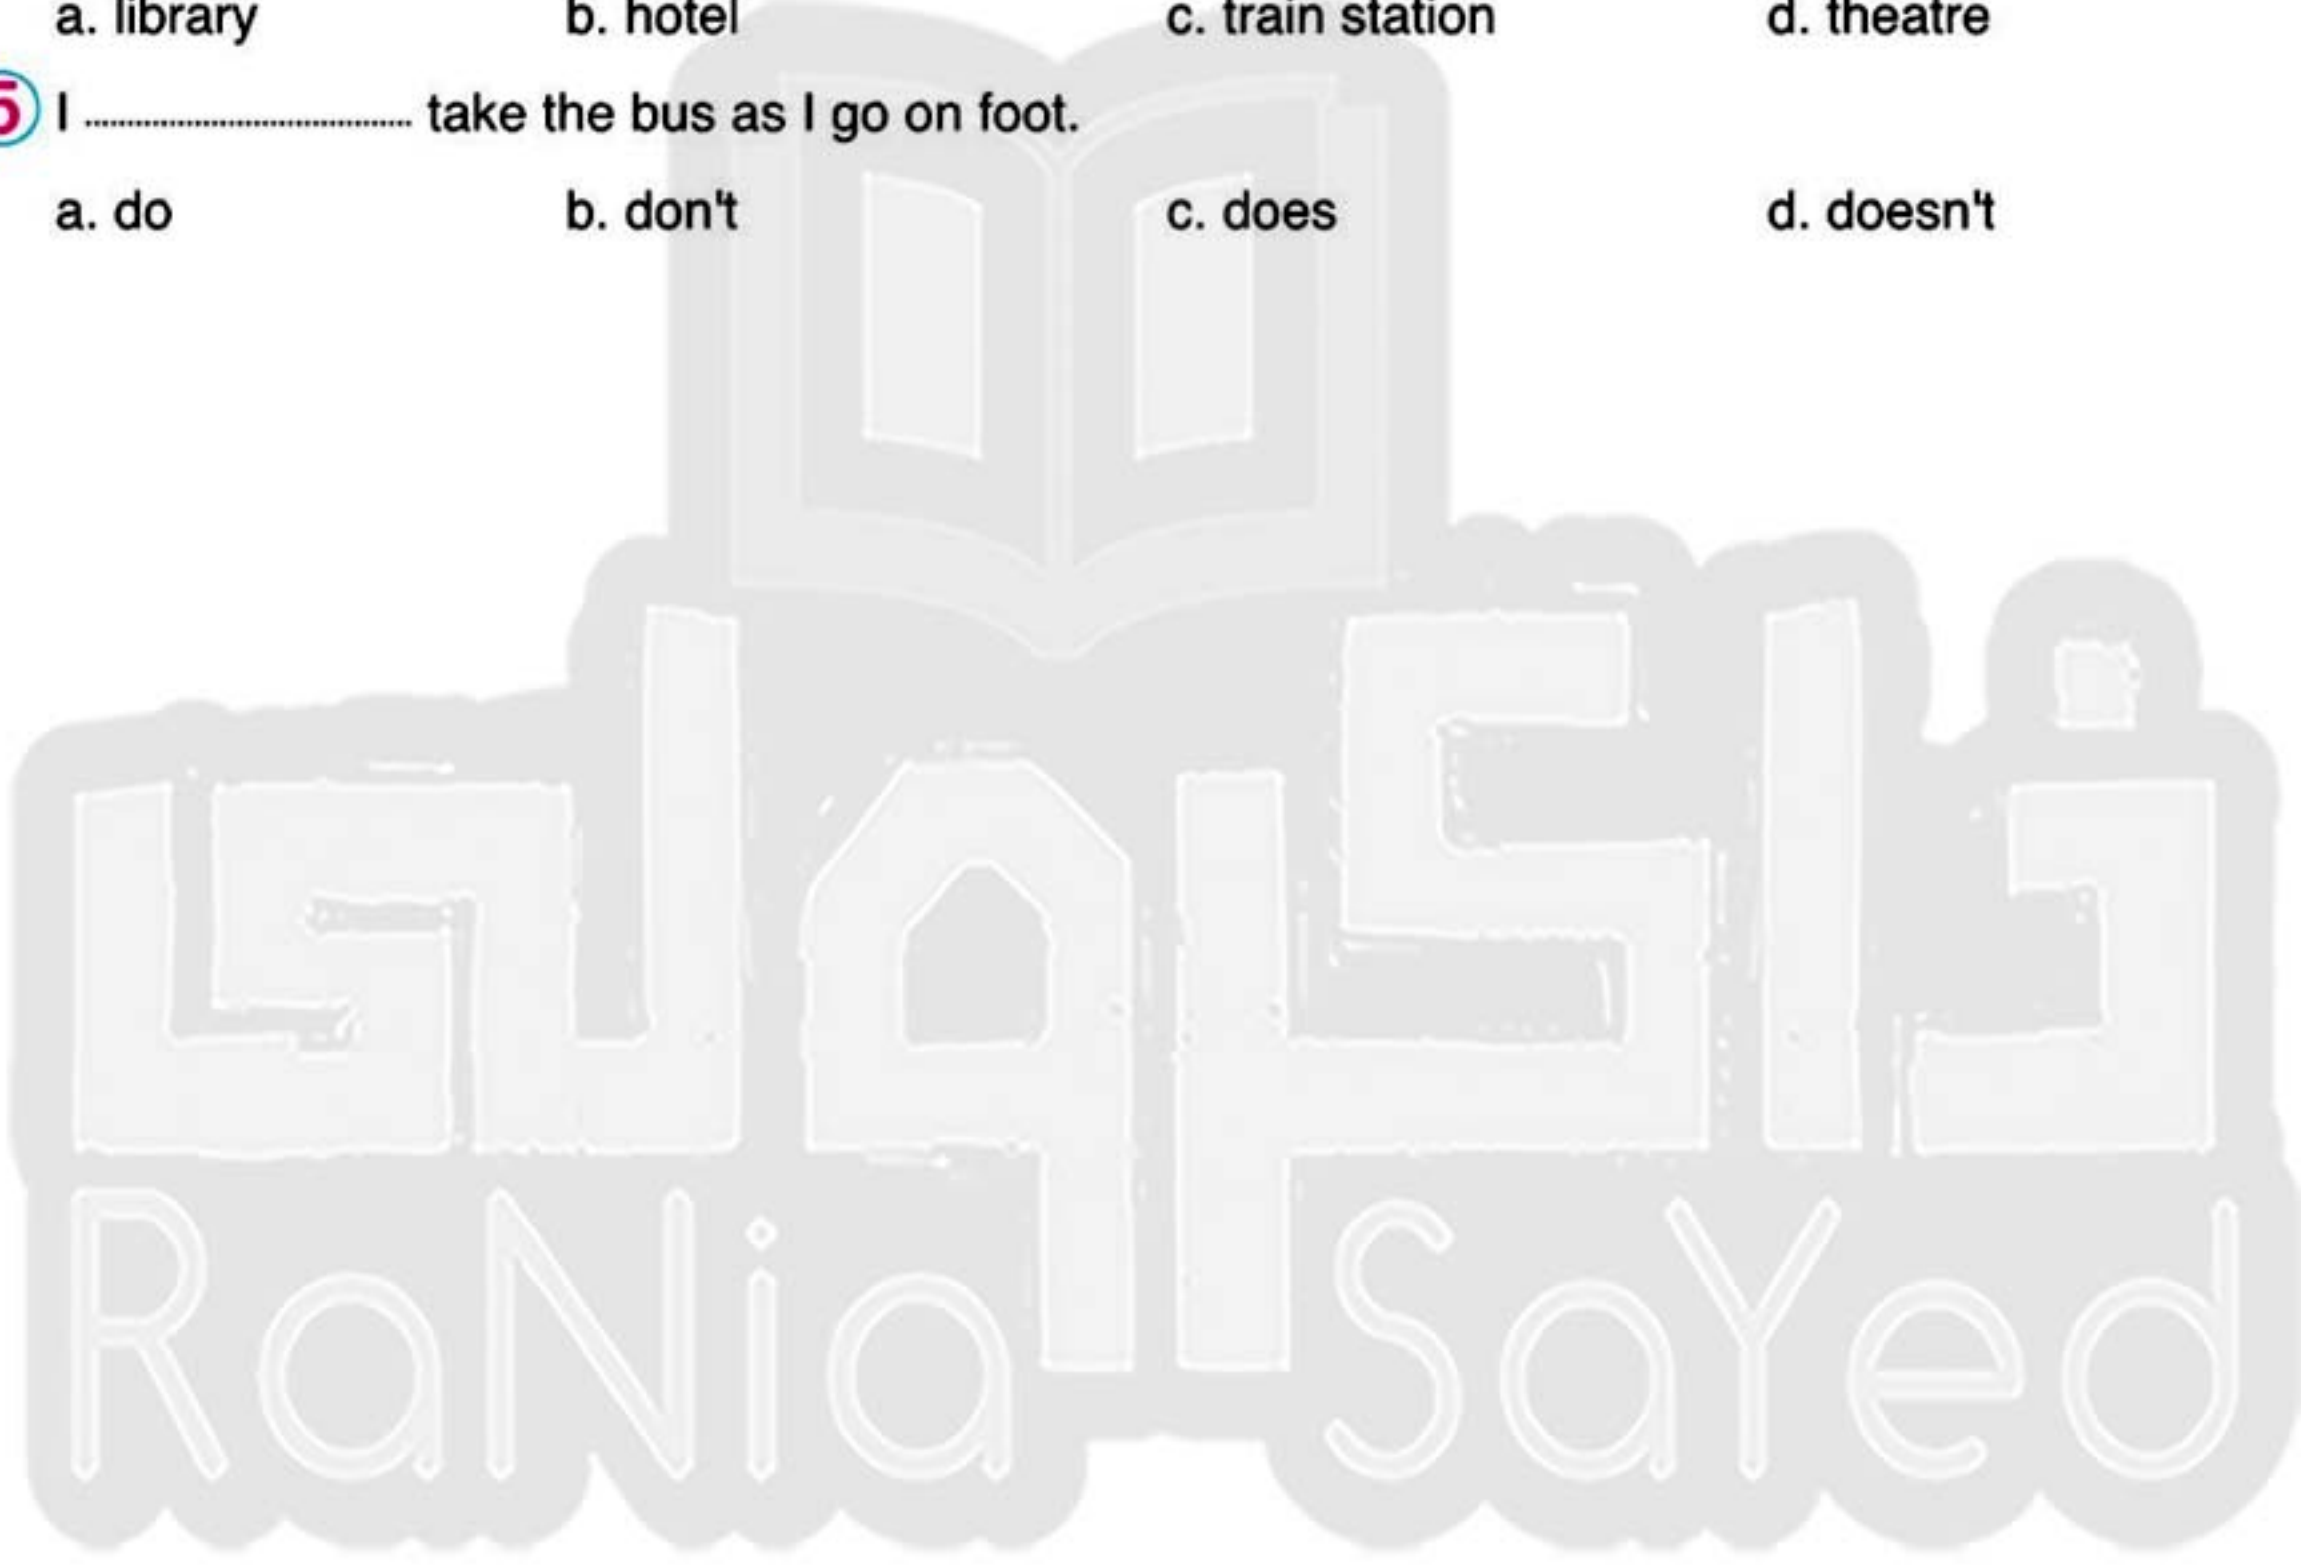 a. library b. hotel c. train station d. theatre
5 I ........................................ take the bus as I go on foot.
a. do b. don't c. does d. doesn't
ذاكرولي
RaNia SaYed